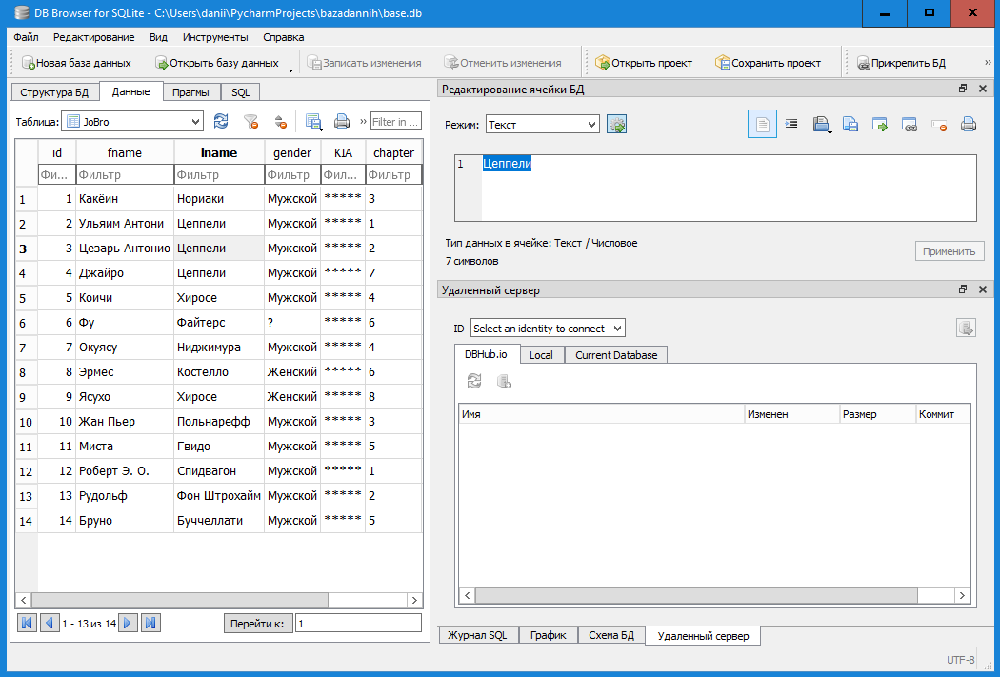 DB Browser for SQLite - C:\Users\danii\PycharmProjects\bazadannih\base.db
Файл Редактирование Вид Инструменты Справка
Новая база данных Открыть базу данных Записать изменения Отменить изменения Открыть проект Сохранить проект Прикрепить БД »
Структура БД Данные Прагмы SQL
Таблица: JoBro » Filter in ...
id fname lname gender KIA chapter
Фи... Фильтр Фильтр Фильтр Фил... Фильтр
1 1 Какёин Нориаки Мужской ***** 3
2 2 Ульяим Антони Цеппели Мужской ***** 1
3 3 Цезарь Антонио Цеппели Мужской ***** 2
4 4 Джайро Цеппели Мужской ***** 7
5 5 Коичи Хиросе Мужской ***** 4
6 6 Фу Файтерс ? ***** 6
7 7 Окуясу Ниджимура Мужской ***** 4
8 8 Эрмес Костелло Женский ***** 6
9 9 Ясухо Хиросе Женский ***** 8
10 10 Жан Пьер Польнарефф Мужской ***** 3
11 11 Миста Гвидо Мужской ***** 5
12 12 Роберт Э. О. Спидвагон Мужской ***** 1
13 13 Рудольф Фон Штрохайм Мужской ***** 2
14 14 Бруно Буччеллати Мужской ***** 5
1 - 13 из 14 Перейти к: 1
Редактирование ячейки БД
Режим: Текст
1 Цеппели
Тип данных в ячейке: Текст / Числовое
7 символов
Применить
Удаленный сервер
ID Select an identity to connect
DBHub.io Local Current Database
Имя Изменен Размер Коммит
Журнал SQL График Схема БД Удаленный сервер
UTF-8